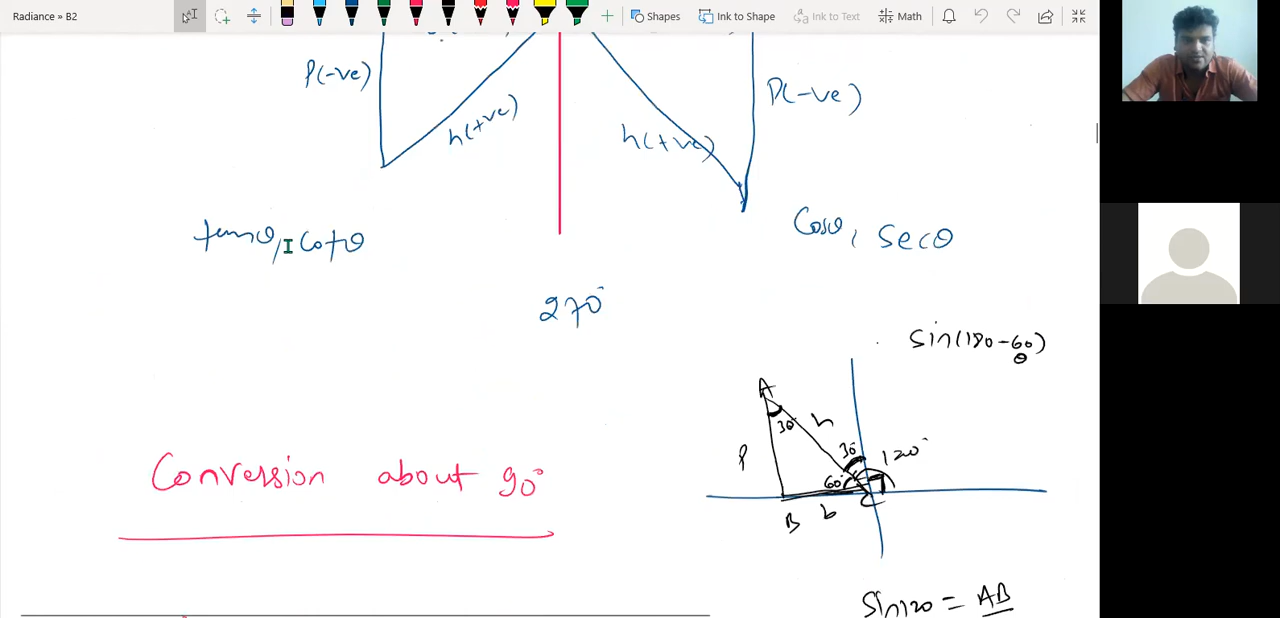 Radiance » B2
Shapes
Ink to Shape
Ink to Text
Math
P(-ve)
h(+ve)
h(+ve)
P(-ve)
tanθ, cotθ
Cosθ, Secθ
270°
Sin(180-60)
θ
A
30°
h
P
30°
120°
60°
C
B
b
Conversion about 90°
Sin120 = AB